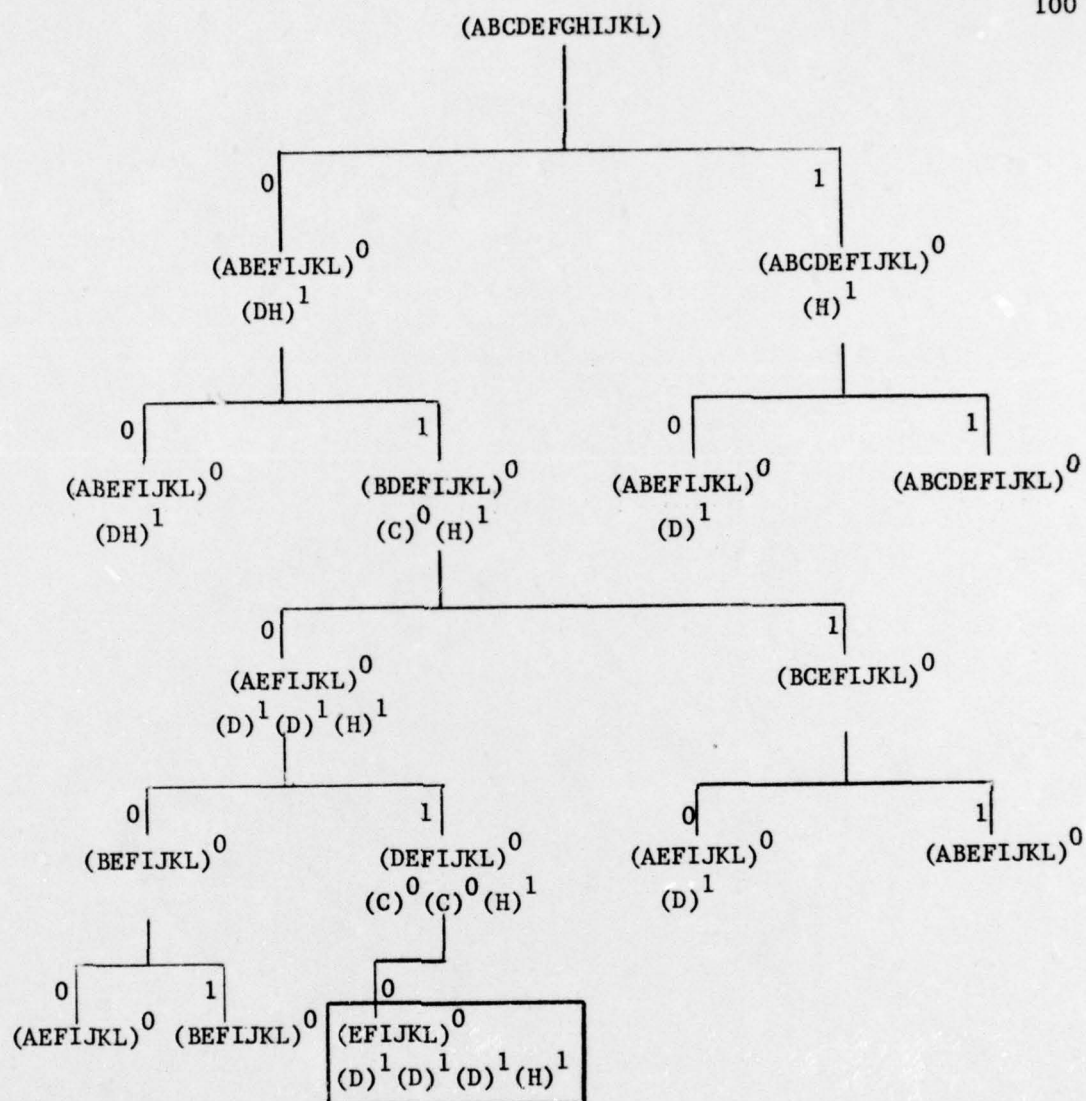 100
(ABCDEFGHIJKL)
0 1
(ABEFIJKL)^0 (ABCDEFIJKL)^0
(DH)^1 (H)^1
0 1 0 1
(ABEFIJKL)^0 (BDEFIJKL)^0 (ABEFIJKL)^0 (ABCDEFIJKL)^0
(DH)^1 (C)^0(H)^1 (D)^1
0 1
(AEFIJKL)^0 (BCEFIJKL)^0
(D)^1(D)^1(H)^1
0 1 0 1
(BEFIJKL)^0 (DEFIJKL)^0 (AEFIJKL)^0 (ABEFIJKL)^0
(C)^0(C)^0(H)^1 (D)^1
0 1 0
(AEFIJKL)^0 (BEFIJKL)^0 (EFIJKL)^0
(D)^1(D)^1(D)^1(H)^1